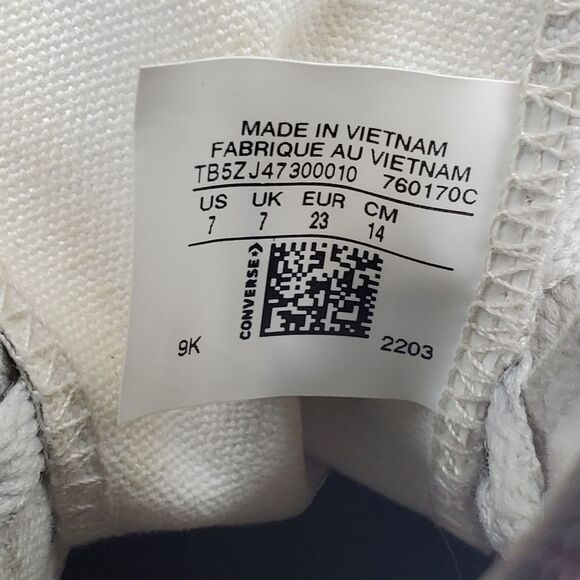 MADE IN VIETNAM
FABRIQUE AU VIETNAM
TB5ZJ47300010 760170C
US UK EUR CM
7 7 23 14
CONVERSE
9K 2203